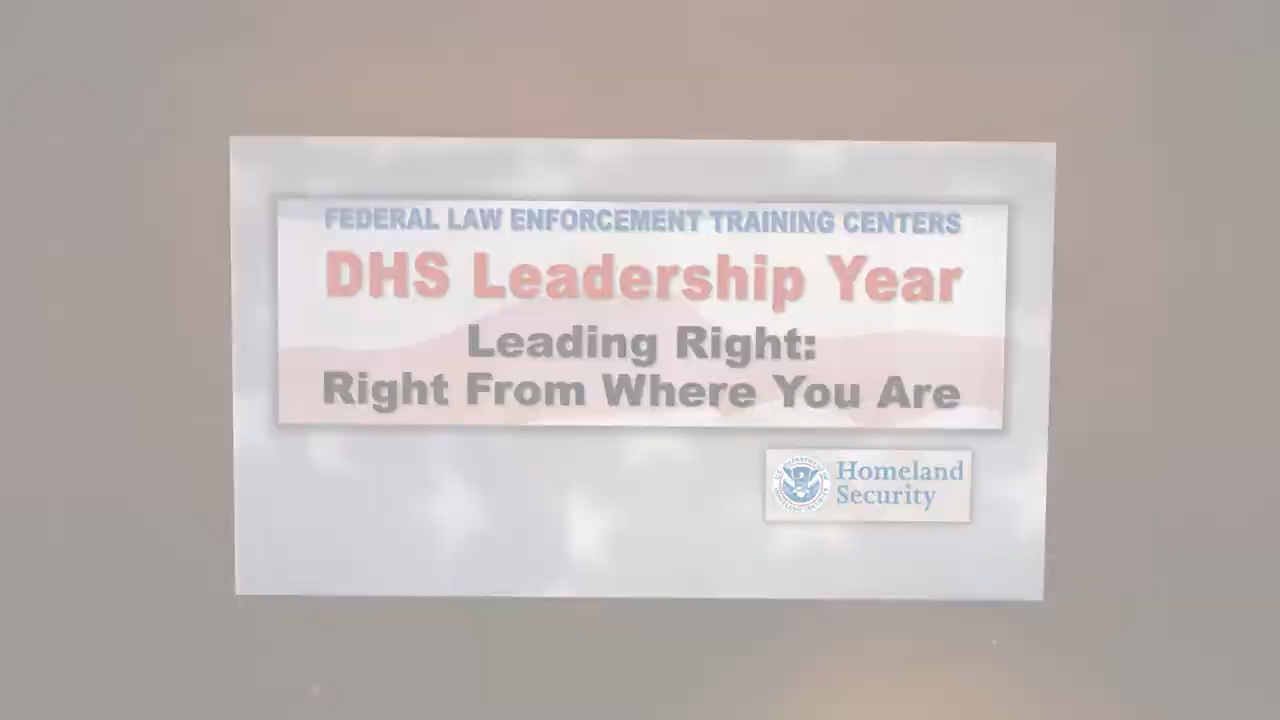 FEDERAL LAW ENFORCEMENT TRAINING CENTERS
DHS Leadership Year
Leading Right:
Right From Where You Are
Homeland
Security